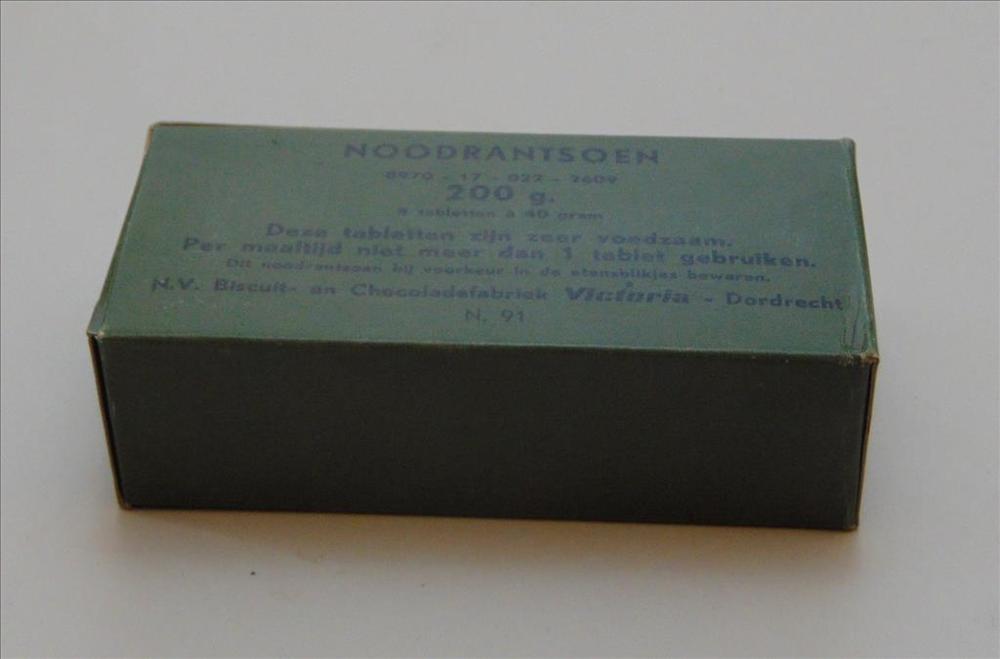 NOODRANTSOEN
8970 - 17 - 022 - 2609
200 g.
tabletten à 40 gram
Deze tabletten zijn zeer voedzaam.
Per maaltijd niet meer dan 1 tablet gebruiken.
Dit noodrantsoen bij voorkeur in de etensblikjes bewaren.
N.V. Biscuit- en Chocoladefabriek Victoria - Dordrecht
N. 91